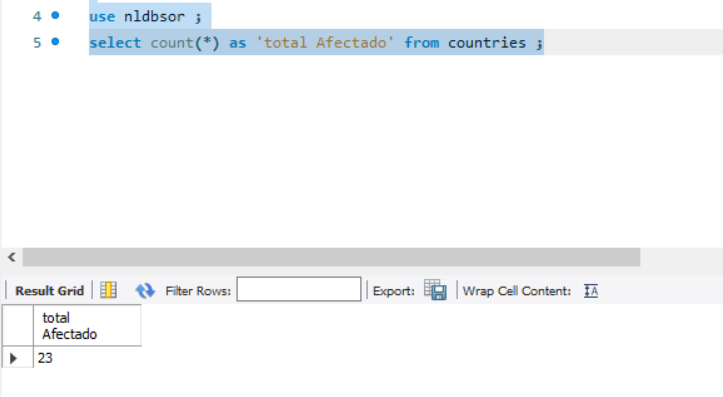 4 use nldbsor ;
5 select count(*) as 'total Afectado' from countries ;
Result Grid Filter Rows: Export: Wrap Cell Content: IA
total
Afectado
23